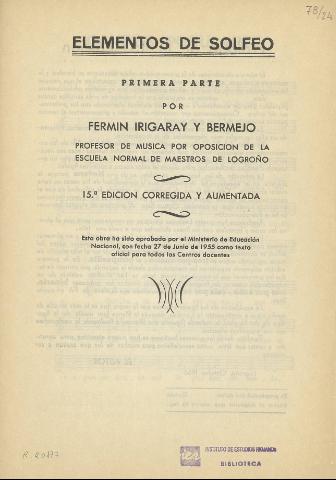 78/24
ELEMENTOS DE SOLFEO
PRIMERA PARTE
POR
FERMIN IRIGARAY Y BERMEJO
PROFESOR DE MUSICA POR OPOSICION DE LA
ESCUELA NORMAL DE MAESTROS DE LOGROÑO
15.ª EDICION CORREGIDA Y AUMENTADA
Esta obra ha sido aprobada por el Ministerio de Educación
Nacional, con fecha 27 de Junio de 1955 como texto
oficial para todos los Centros docentes
INSTITUTO DE ESTUDIOS RIOJANOS
BIBLIOTECA